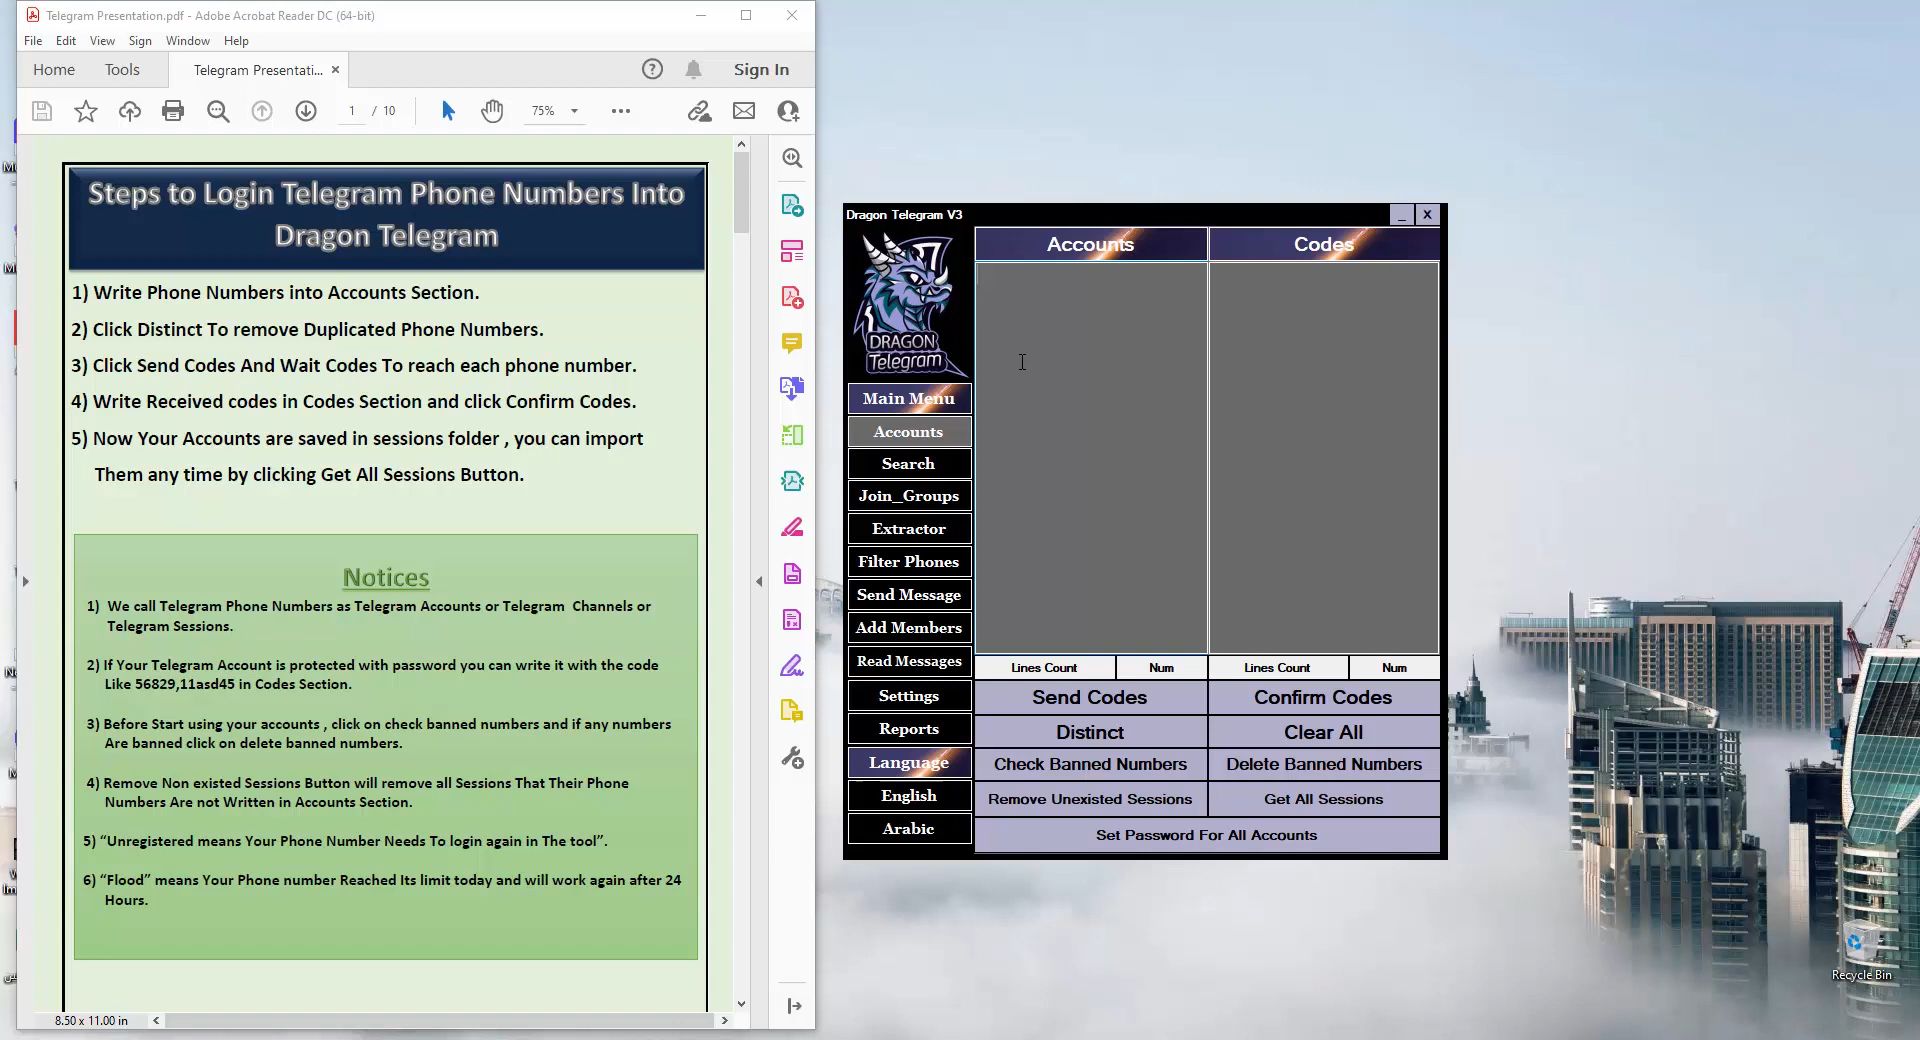 Telegram Presentation.pdf - Adobe Acrobat Reader DC (64-bit)
File Edit View Sign Window Help
Home Tools Telegram Presentati... Sign In
1 / 10 75%
Steps to Login Telegram Phone Numbers Into
Dragon Telegram
1) Write Phone Numbers into Accounts Section.
2) Click Distinct To remove Duplicated Phone Numbers.
3) Click Send Codes And Wait Codes To reach each phone number.
4) Write Received codes in Codes Section and click Confirm Codes.
5) Now Your Accounts are saved in sessions folder , you can import
Them any time by clicking Get All Sessions Button.
Notices
1) We call Telegram Phone Numbers as Telegram Accounts or Telegram Channels or
Telegram Sessions.
2) If Your Telegram Account is protected with password you can write it with the code
Like 56829,11asd45 in Codes Section.
3) Before Start using your accounts , click on check banned numbers and if any numbers
Are banned click on delete banned numbers.
4) Remove Non existed Sessions Button will remove all Sessions That Their Phone
Numbers Are not Written in Accounts Section.
5) “Unregistered means Your Phone Number Needs To login again in The tool”.
6) “Flood” means Your Phone number Reached Its limit today and will work again after 24
Hours.
8.50 x 11.00 in
Dragon Telegram V3
_ X
DRAGON
Telegram
Main Menu
Accounts
Search
Join_Groups
Extractor
Filter Phones
Send Message
Add Members
Read Messages
Settings
Reports
Language
English
Arabic
Accounts Codes
Lines Count Num Lines Count Num
Send Codes Confirm Codes
Distinct Clear All
Check Banned Numbers Delete Banned Numbers
Remove Unexisted Sessions Get All Sessions
Set Password For All Accounts
Recycle Bin